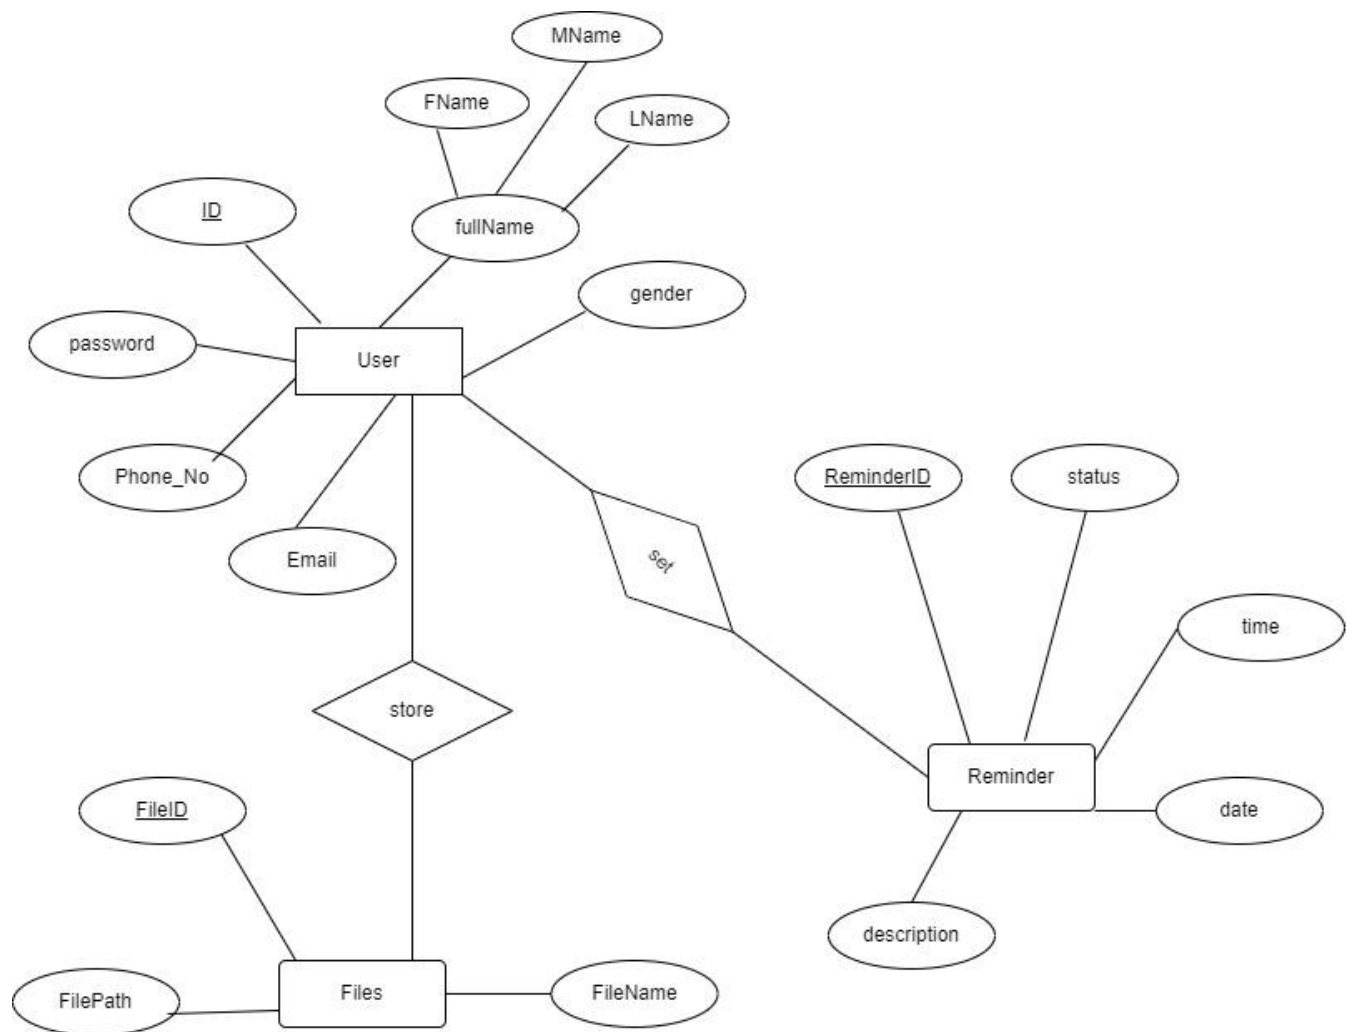 MName
FName
LName
ID
fullName
gender
password
User
Phone_No
ReminderID
status
Email
set
time
store
Reminder
FileID
date
description
FilePath
Files
FileName